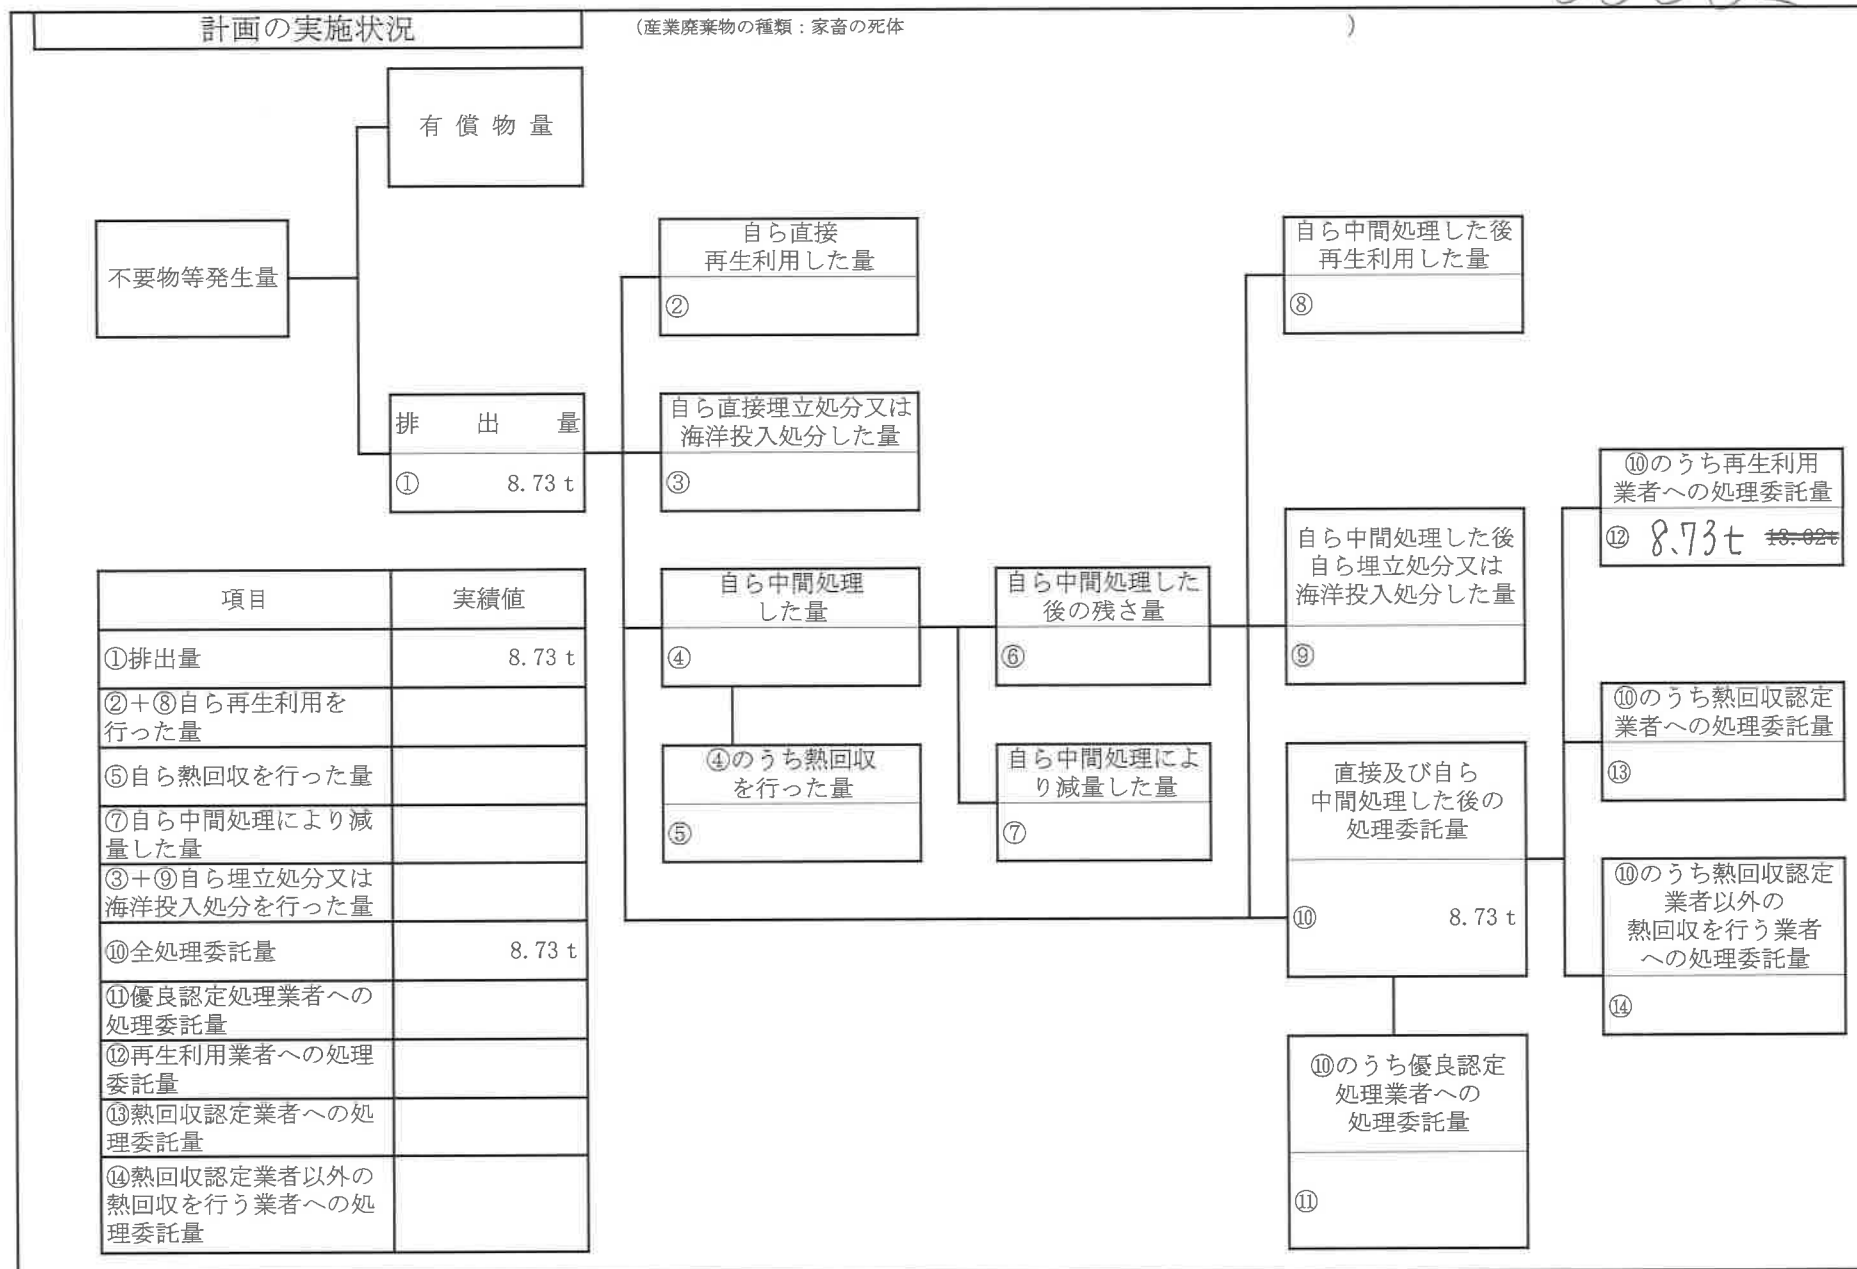 計画の実施状況
(産業廃棄物の種類：家畜の死体 )
有償物量
不要物等発生量
排出量
① 8.73 t
自ら直接
再生利用した量
②
自ら直接埋立処分又は
海洋投入処分した量
③
自ら中間処理
した量
④
④のうち熱回収
を行った量
⑤
自ら中間処理した
後の残さ量
⑥
自ら中間処理によ
り減量した量
⑦
自ら中間処理した後
再生利用した量
⑧
自ら中間処理した後
自ら埋立処分又は
海洋投入処分した量
⑨
直接及び自ら
中間処理した後の
処理委託量
⑩ 8.73 t
⑩のうち優良認定
処理業者への
処理委託量
⑪
⑩のうち再生利用
業者への処理委託量
⑫ 8.73t 13.02t
⑩のうち熱回収認定
業者への処理委託量
⑬
⑩のうち熱回収認定
業者以外の
熱回収を行う業者
への処理委託量
⑭
項目 実績値
①排出量 8.73 t
②＋⑧自ら再生利用を
行った量
⑤自ら熱回収を行った量
⑦自ら中間処理により減
量した量
③＋⑨自ら埋立処分又は
海洋投入処分を行った量
⑩全処理委託量 8.73 t
⑪優良認定処理業者への
処理委託量
⑫再生利用業者への処理
委託量
⑬熱回収認定業者への処
理委託量
⑭熱回収認定業者以外の
熱回収を行う業者への処
理委託量